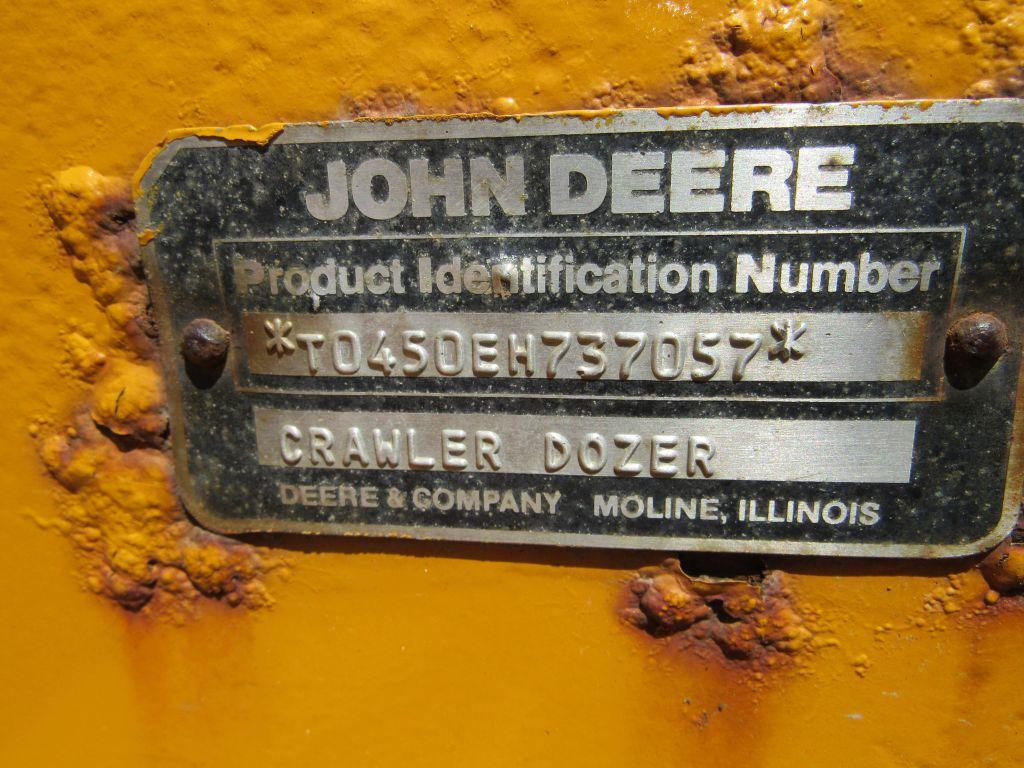 JOHN DEERE
Product Identification Number
*T0450EH737057*
CRAWLER DOZER
DEERE & COMPANY MOLINE, ILLINOIS